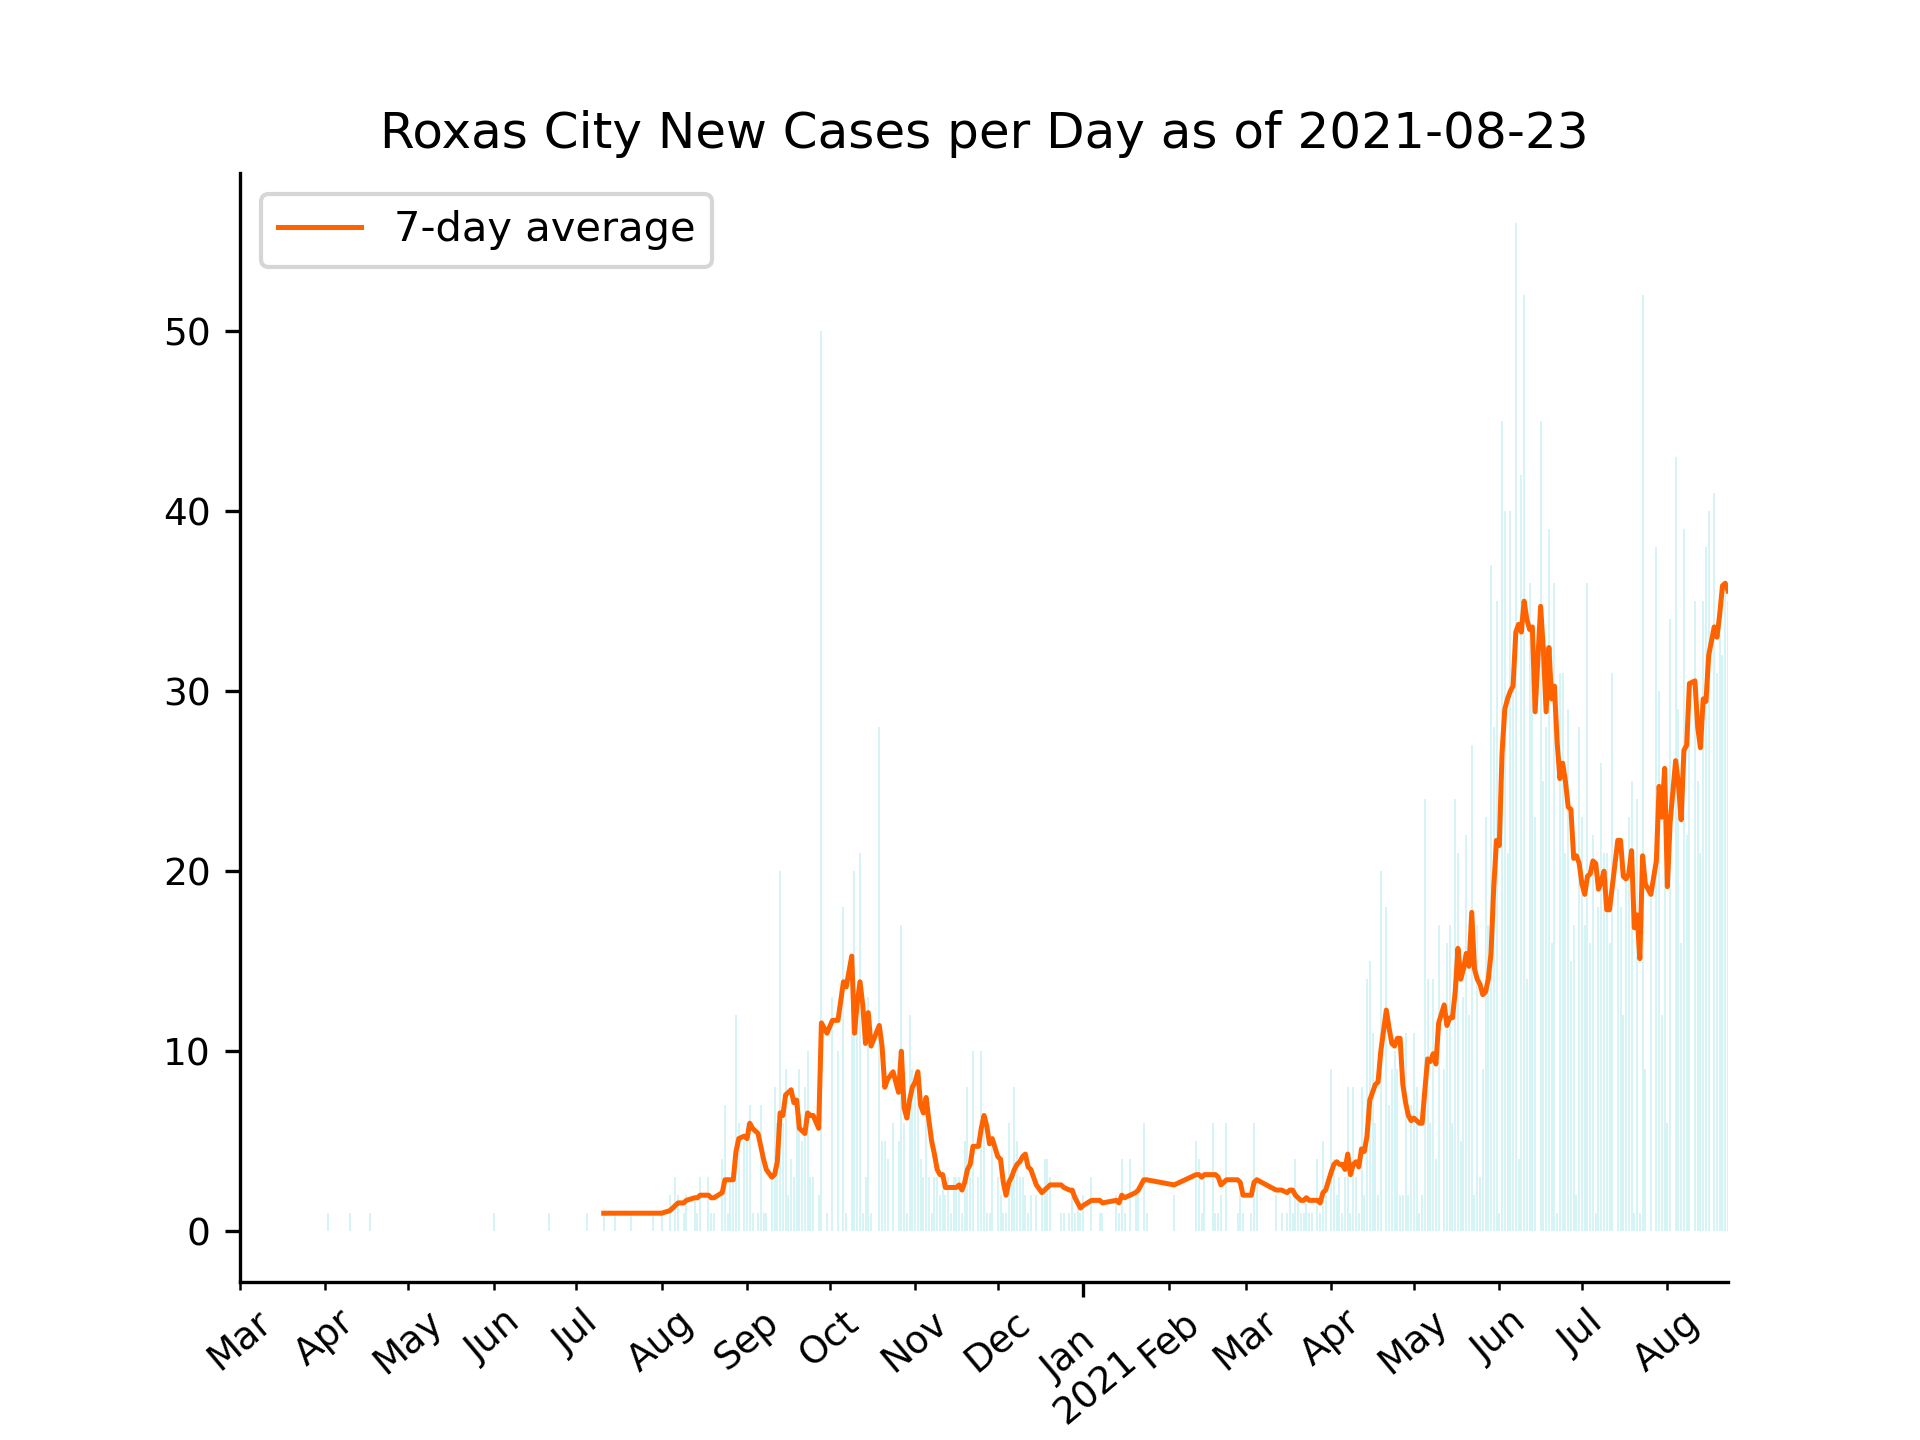 Roxas City New Cases per Day as of 2021-08-23
7-day average
50
40
30
20
10
0
Mar Apr May Jun Jul Aug Sep Oct Nov Dec Jan Feb Mar Apr May Jun Jul Aug
2021